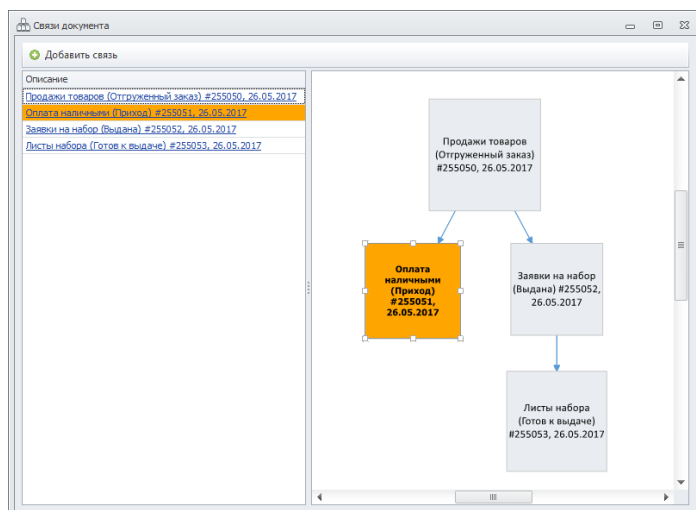 Связи документа
Добавить связь
Описание
Продажи товаров (Отгруженный заказ) #255050, 26.05.2017
Оплата наличными (Приход) #255051, 26.05.2017
Заявки на набор (Выдана) #255052, 26.05.2017
Листы набора (Готов к выдаче) #255053, 26.05.2017
Продажи товаров
(Отгруженный заказ)
#255050, 26.05.2017
Оплата
наличными
(Приход)
#255051,
26.05.2017
Заявки на набор
(Выдана) #255052,
26.05.2017
Листы набора
(Готов к выдаче)
#255053, 26.05.2017